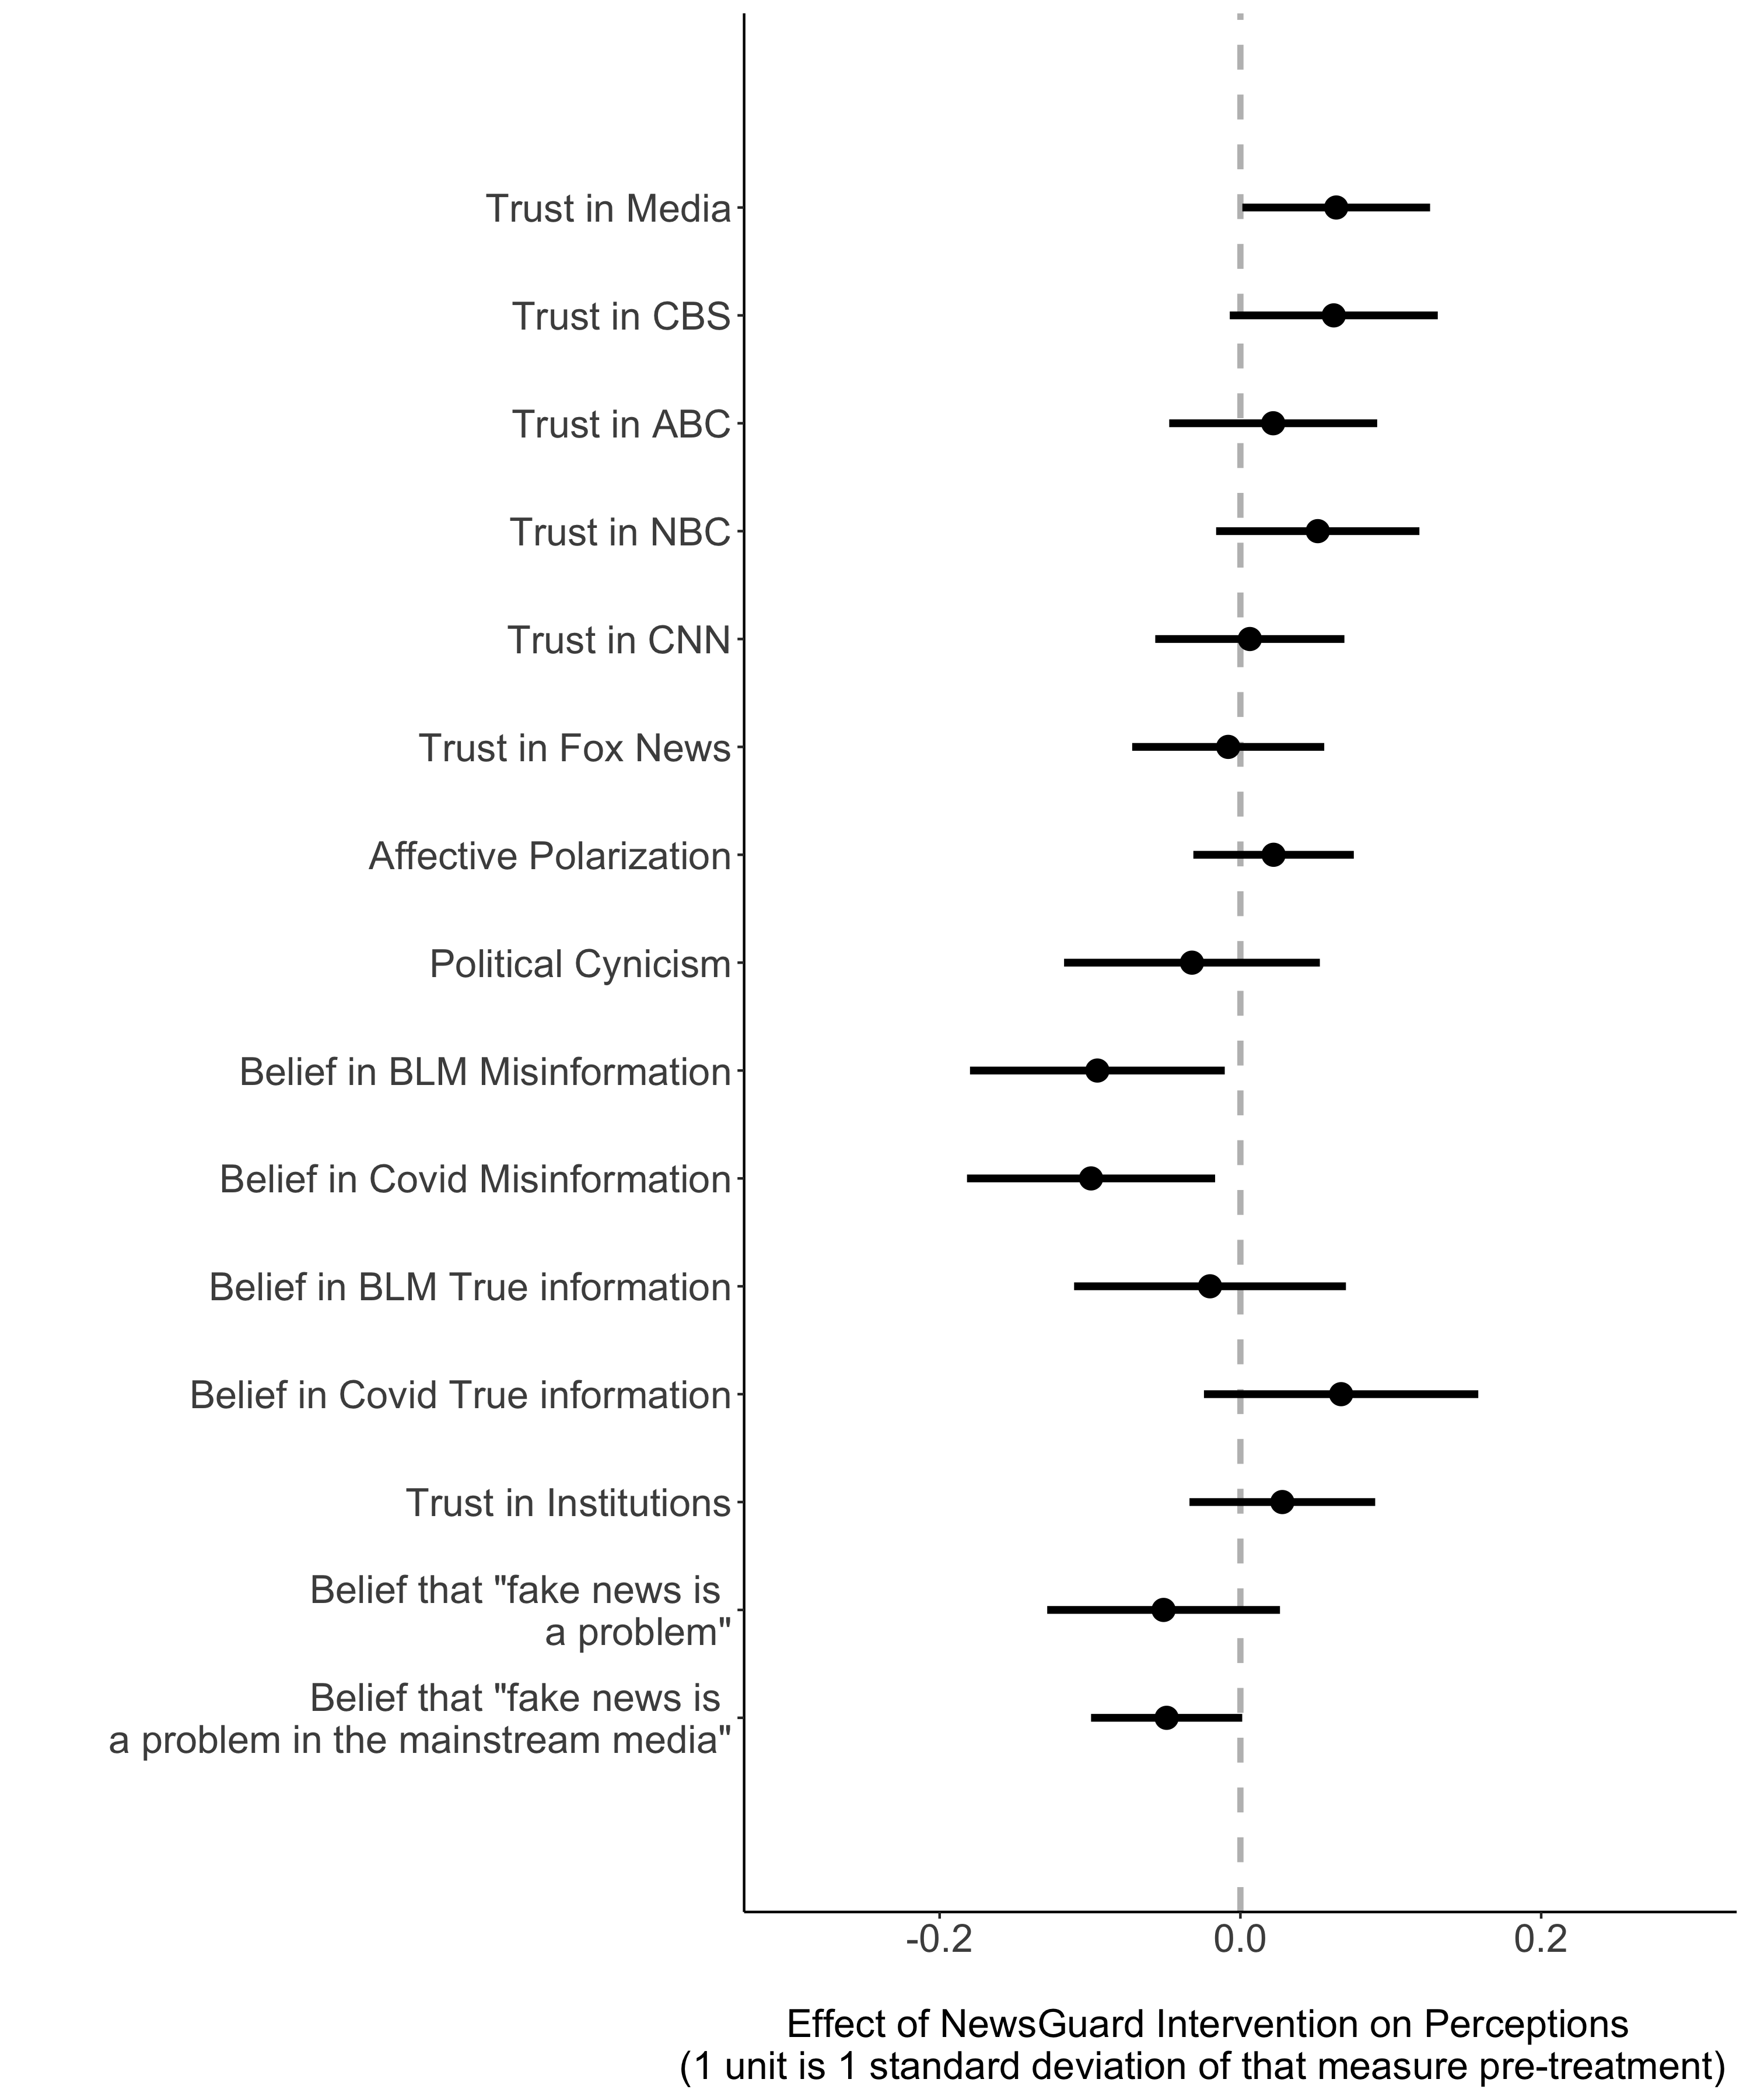 Trust in Media
Trust in CBS
Trust in ABC
Trust in NBC
Trust in CNN
Trust in Fox News
Affective Polarization
Political Cynicism
Belief in BLM Misinformation
Belief in Covid Misinformation
Belief in BLM True information
Belief in Covid True information
Trust in Institutions
Belief that "fake news is
a problem"
Belief that "fake news is
a problem in the mainstream media"
-0.2 0.0 0.2
Effect of NewsGuard Intervention on Perceptions
(1 unit is 1 standard deviation of that measure pre-treatment)